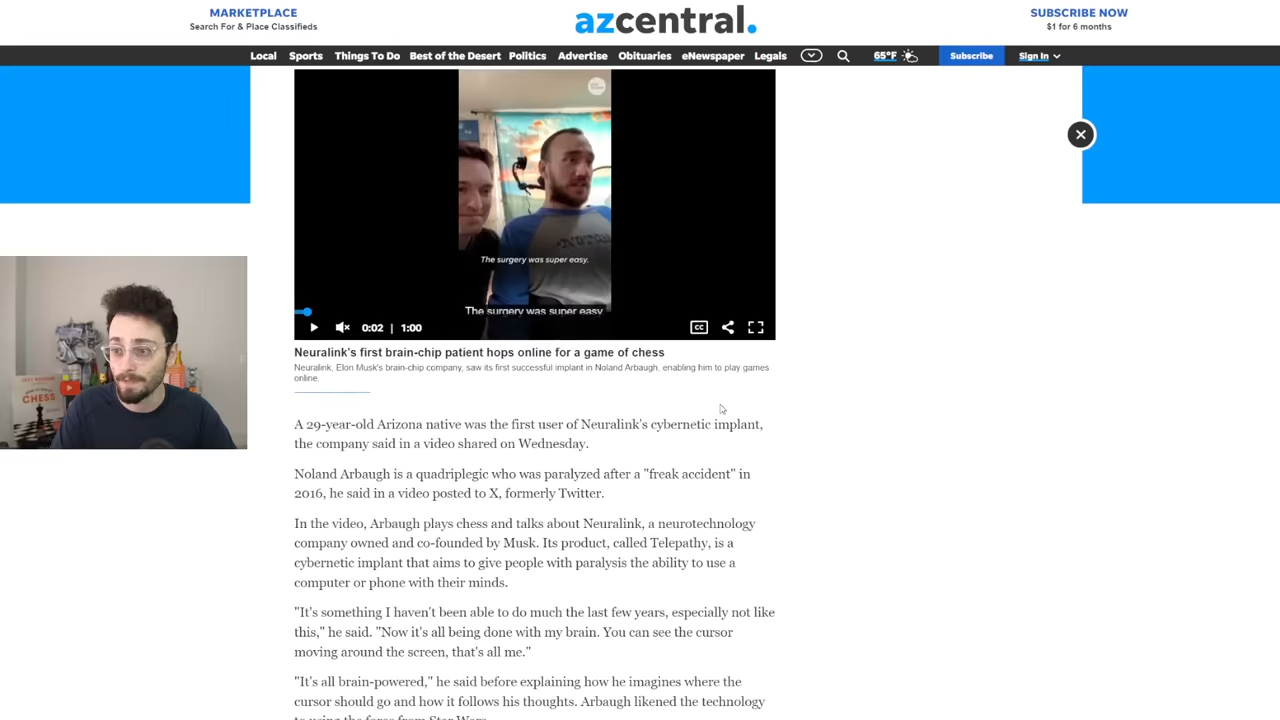 MARKETPLACE
Search For & Place Classifieds
azcentral.
SUBSCRIBE NOW
$1 for 6 months
Local Sports Things To Do Best of the Desert Politics Advertise Obituaries eNewspaper Legals 65°F Subscribe Sign In
The surgery was super easy.
The surgery was super easy
0:02 | 1:00
CC
Neuralink's first brain-chip patient hops online for a game of chess
Neuralink, Elon Musk's brain-chip company, saw its first successful implant in Noland Arbaugh, enabling him to play games
online.
CHESS
A 29-year-old Arizona native was the first user of Neuralink's cybernetic implant,
the company said in a video shared on Wednesday.
Noland Arbaugh is a quadriplegic who was paralyzed after a "freak accident" in
2016, he said in a video posted to X, formerly Twitter.
In the video, Arbaugh plays chess and talks about Neuralink, a neurotechnology
company owned and co-founded by Musk. Its product, called Telepathy, is a
cybernetic implant that aims to give people with paralysis the ability to use a
computer or phone with their minds.
"It's something I haven't been able to do much the last few years, especially not like
this," he said. "Now it's all being done with my brain. You can see the cursor
moving around the screen, that's all me."
"It's all brain-powered," he said before explaining how he imagines where the
cursor should go and how it follows his thoughts. Arbaugh likened the technology
to using the force from Star Wars.